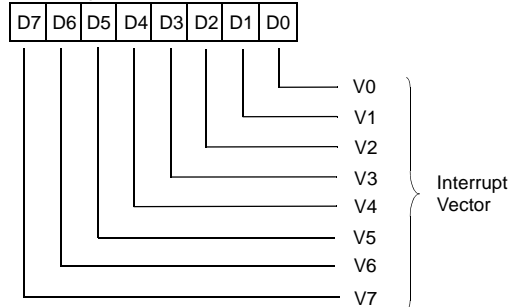 D7 D6 D5 D4 D3 D2 D1 D0
V0
V1
V2
V3
V4
V5
V6
V7
Interrupt
Vector